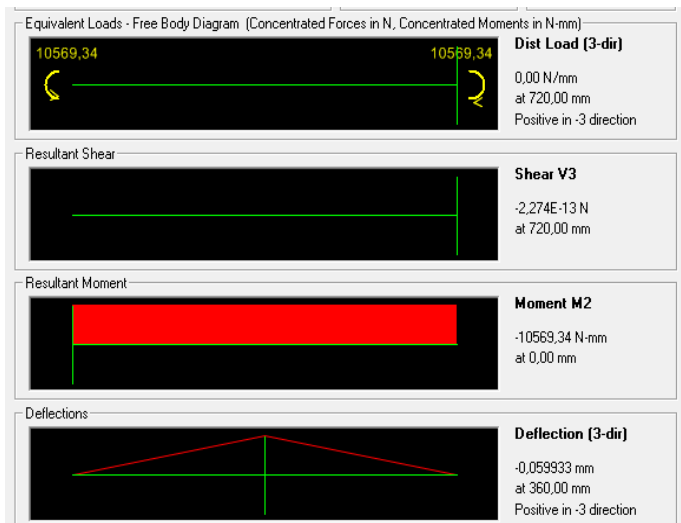 Equivalent Loads - Free Body Diagram (Concentrated Forces in N, Concentrated Moments in N-mm)
10569,34
10569,34
Dist Load (3-dir)
0,00 N/mm
at 720,00 mm
Positive in -3 direction
Resultant Shear
Shear V3
-2,274E-13 N
at 720,00 mm
Resultant Moment
Moment M2
-10569,34 N-mm
at 0,00 mm
Deflections
Deflection (3-dir)
-0,059933 mm
at 360,00 mm
Positive in -3 direction